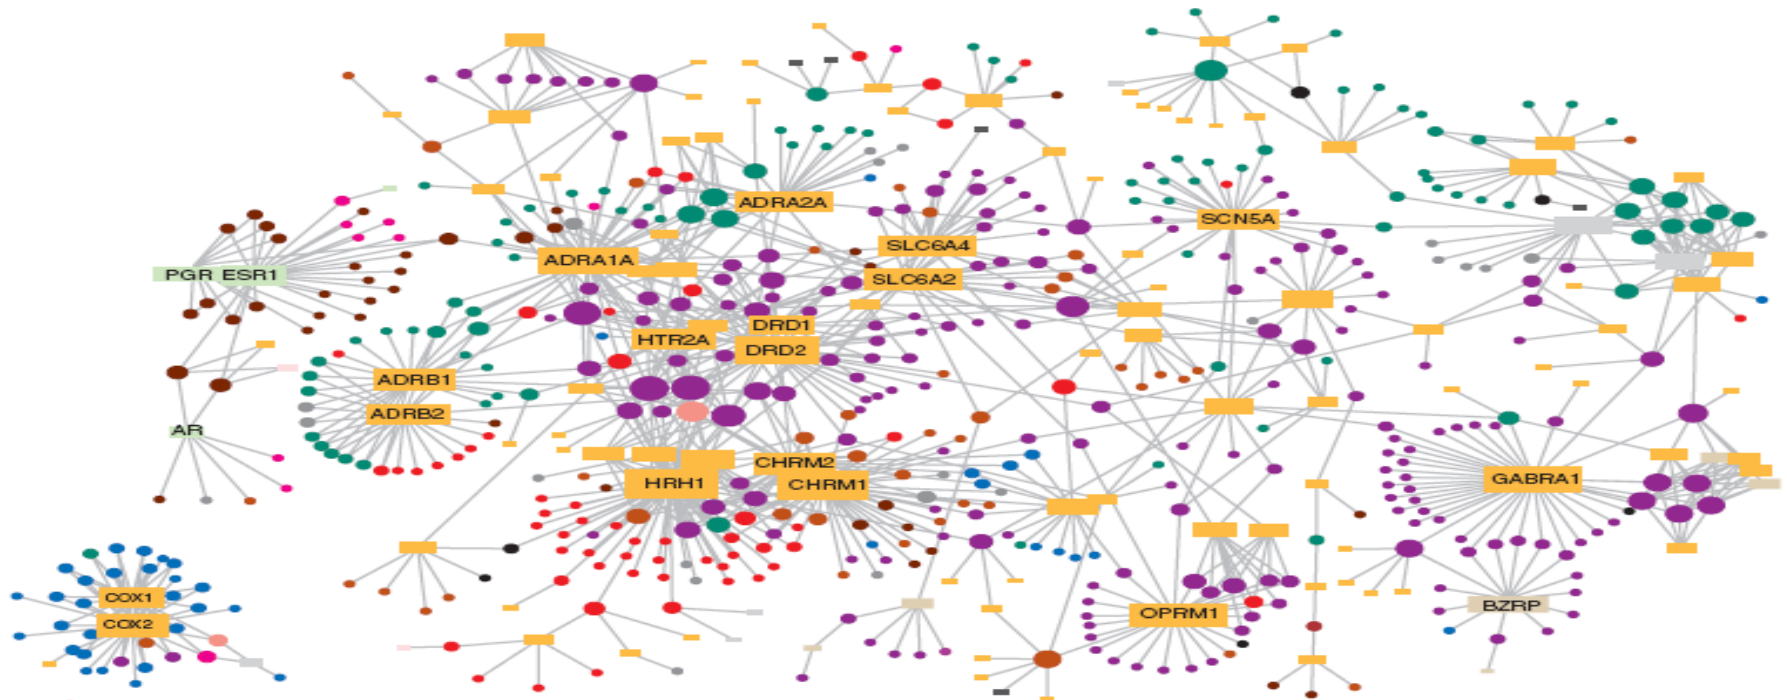 ADRA2A
SCN5A
SLC6A4
ADRA1A
PGR ESR1
SLC6A2
DRD1
HTR2A
DRD2
ADRB1
ADRB2
AR
CHRM2
HRH1
CHRM1
GABRA1
COX1
COX2
OPRM1
BZRP